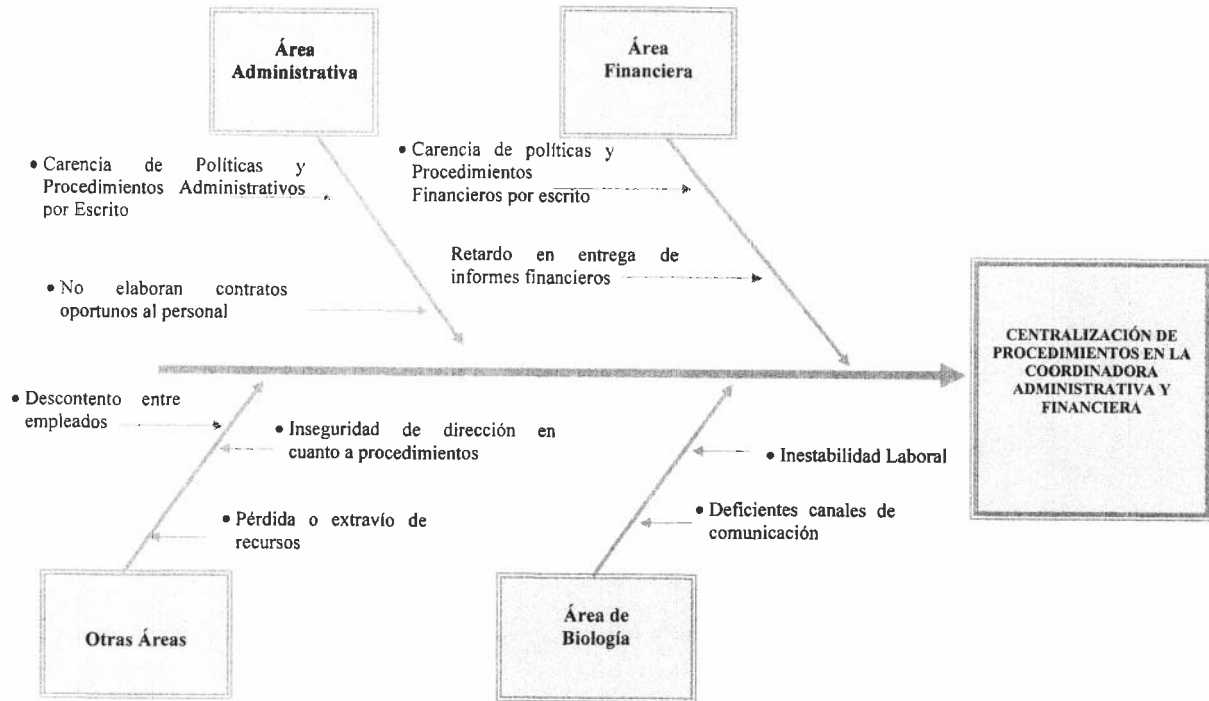 Área
Administrativa
Área
Financiera
• Carencia de Políticas y
Procedimientos Administrativos
por Escrito
• No elaboran contratos
oportunos al personal
• Carencia de políticas y
Procedimientos
Financieros por escrito
Retardo en entrega de
informes financieros
CENTRALIZACIÓN DE
PROCEDIMIENTOS EN LA
COORDINADORA
ADMINISTRATIVA Y
FINANCIERA
• Descontento entre
empleados
• Inseguridad de dirección en
cuanto a procedimientos
• Pérdida o extravío de
recursos
• Inestabilidad Laboral
• Deficientes canales de
comunicación
Otras Áreas
Área de
Biología